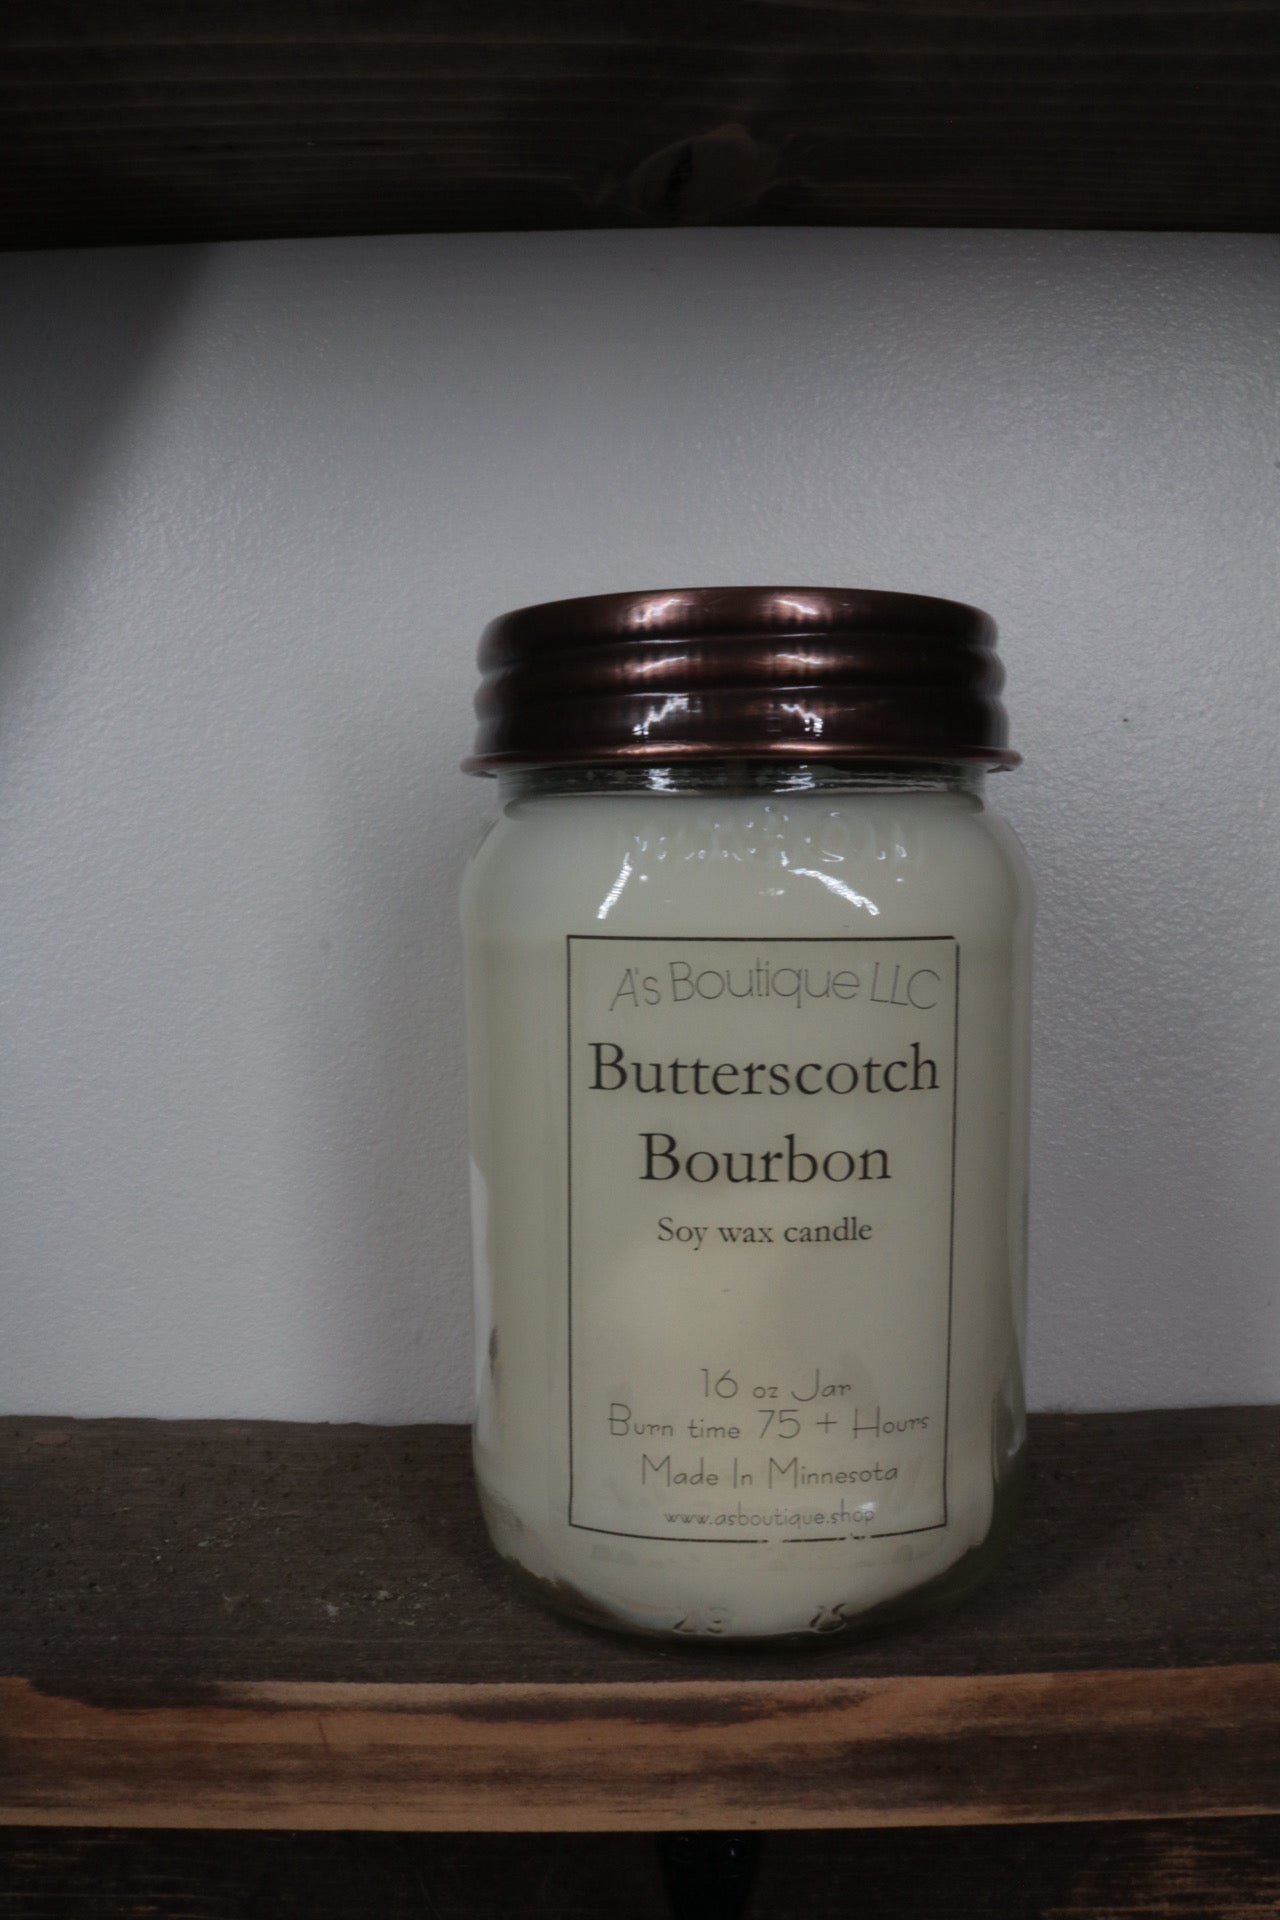 A's Boutique LLC
Butterscotch
Bourbon
Soy wax candle
16 oz Jar
Burn time 75 + Hours
Made In Minnesota
www.asboutique.shop